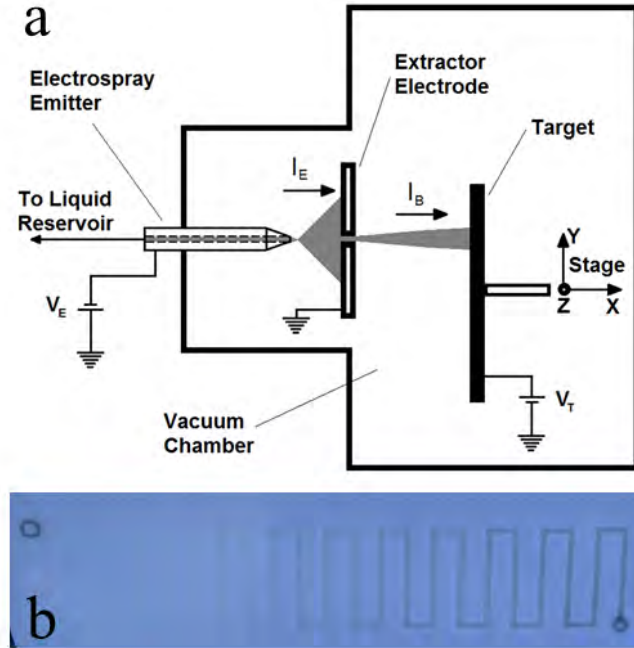 a
Electrospray
Emitter
Extractor
Electrode
Target
I_E
I_B
To Liquid
Reservoir
Y
Stage
Z
X
V_E
V_T
Vacuum
Chamber
b